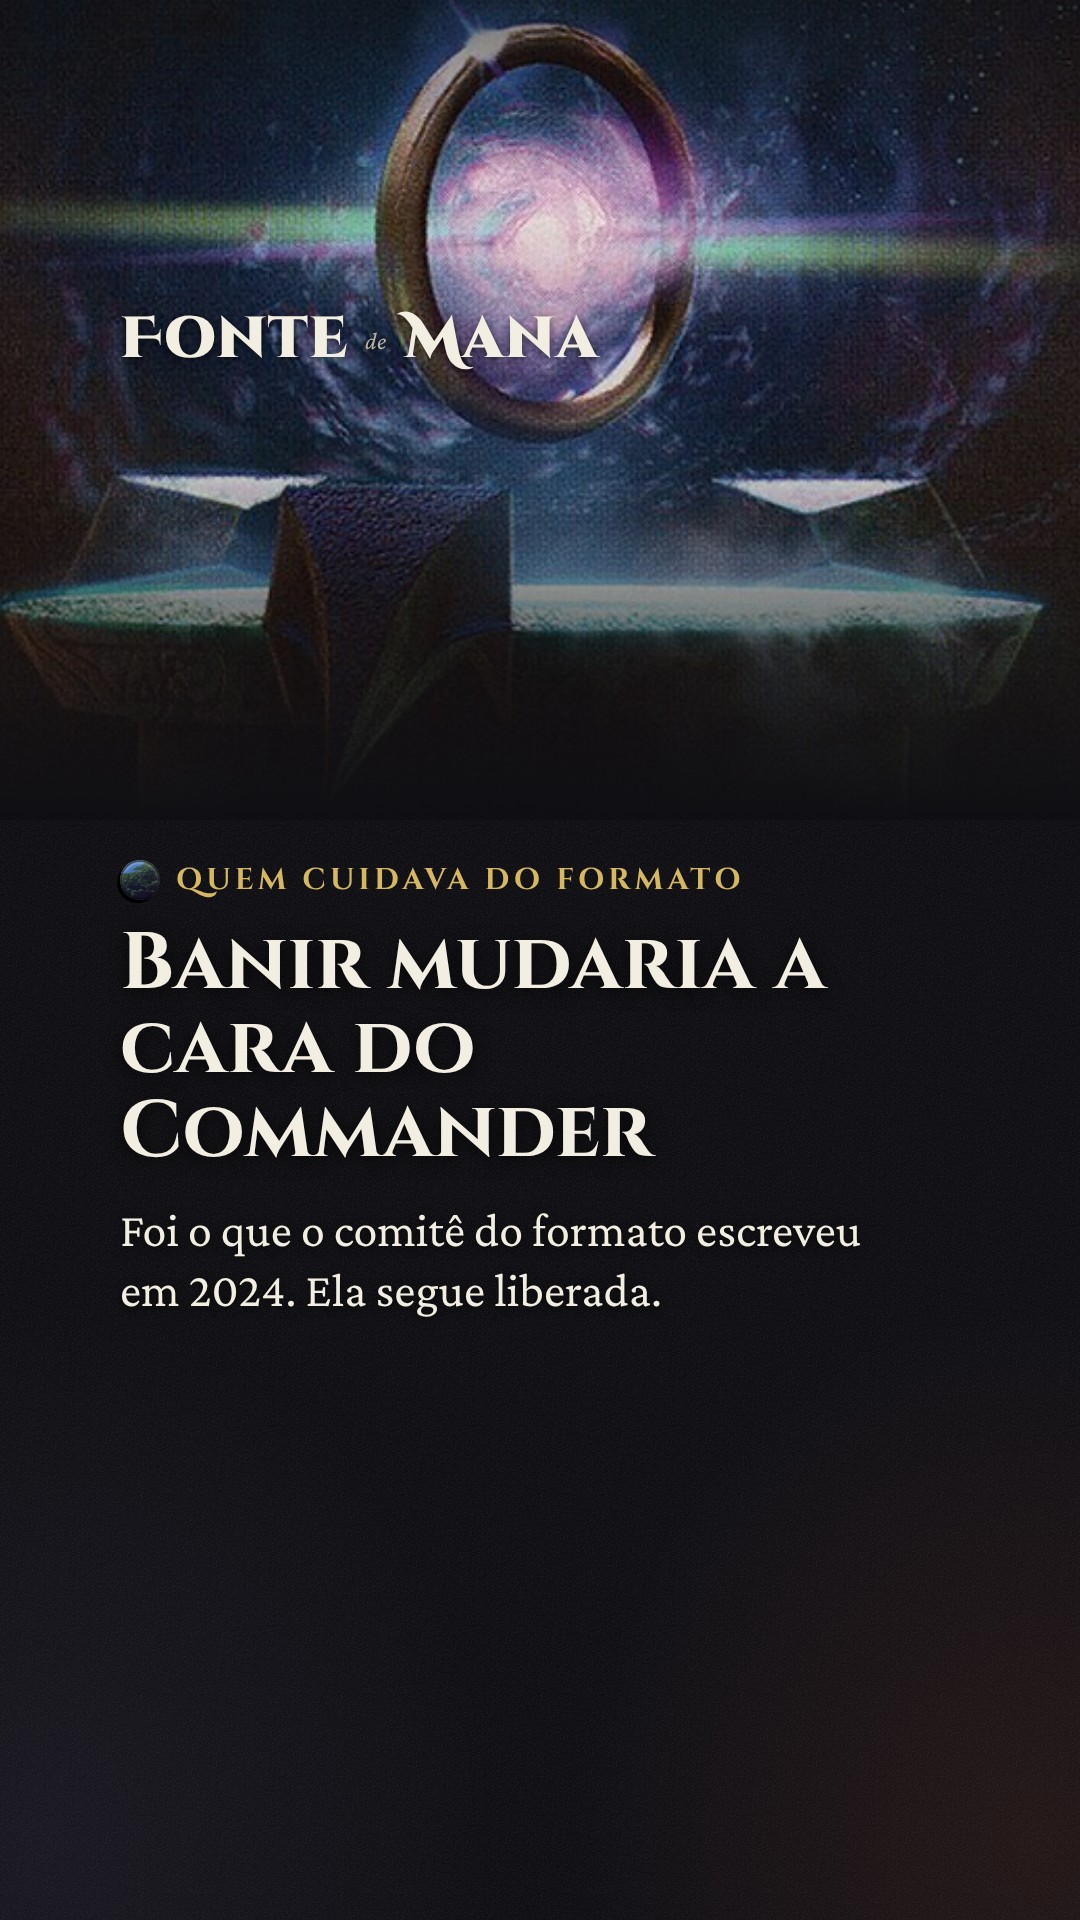 Fonte de Mana
Quem cuidava do formato
Banir mudaria a
cara do
Commander
Foi o que o comitê do formato escreveu
em 2024. Ela segue liberada.